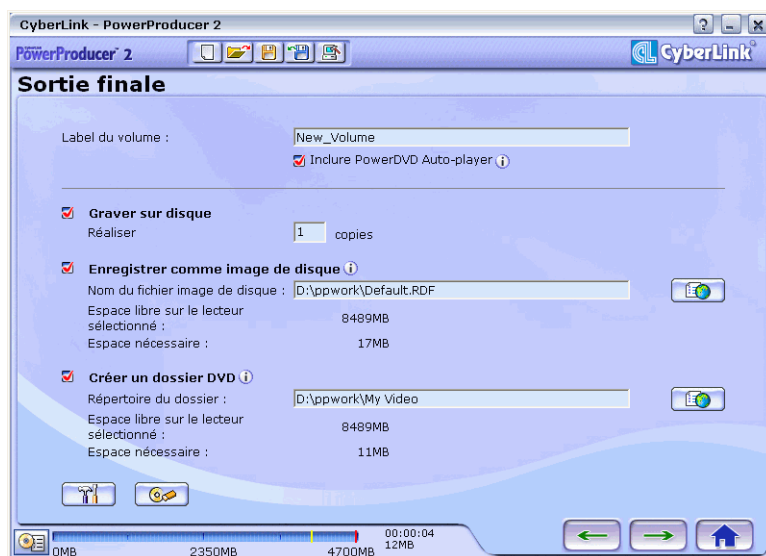 CyberLink - PowerProducer 2
PowerProducer 2
CyberLink
Sortie finale
Label du volume : New_Volume
Inclure PowerDVD Auto-player
Graver sur disque
Réaliser 1 copies
Enregistrer comme image de disque
Nom du fichier image de disque : D:\ppwork\Default.RDF
Espace libre sur le lecteur
sélectionné : 8489MB
Espace nécessaire : 17MB
Créer un dossier DVD
Répertoire du dossier : D:\ppwork\My Video
Espace libre sur le lecteur
sélectionné : 8489MB
Espace nécessaire : 11MB
00:00:04
0MB 2350MB 4700MB 12MB